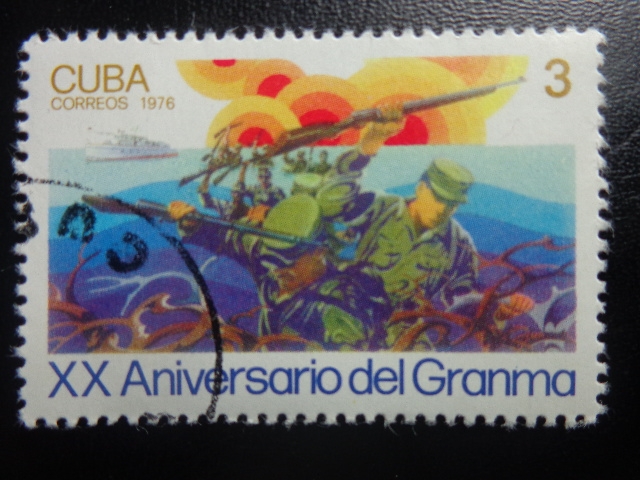 CUBA
CORREOS 1976
3
XX Aniversario del Granma